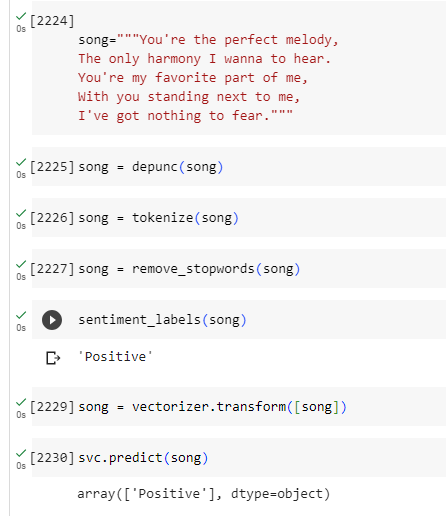 [2224]
0s
song="""You're the perfect melody,
The only harmony I wanna to hear.
You're my favorite part of me,
With you standing next to me,
I've got nothing to fear."""
[2225] song = depunc(song)
0s
[2226] song = tokenize(song)
0s
[2227] song = remove_stopwords(song)
0s
sentiment_labels(song)
0s
'Positive'
[2229] song = vectorizer.transform([song])
0s
[2230] svc.predict(song)
0s
array(['Positive'], dtype=object)